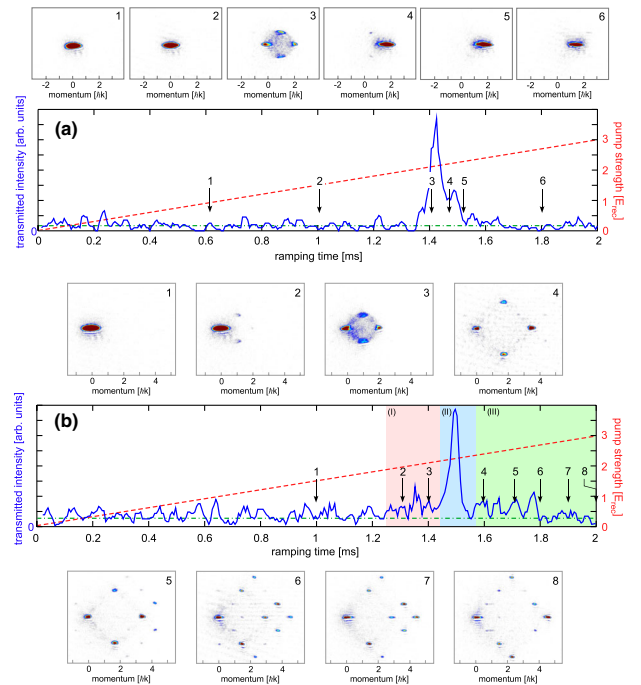 1 2 3 4 5 6
-2 0 2 -2 0 2 -2 0 2 -2 0 2 -2 0 2 -2 0 2
momentum [ℏk] momentum [ℏk] momentum [ℏk] momentum [ℏk] momentum [ℏk] momentum [ℏk]
(a)
transmitted intensity [arb. units]
0
1 2 3 4 5 6
3
2
1
0
pump strength [E_rec]
0 0.2 0.4 0.6 0.8 1.0 1.2 1.4 1.6 1.8 2
ramping time [ms]
1 2 3 4
0 2 4 0 2 4 0 2 4 0 2 4
momentum [ℏk] momentum [ℏk] momentum [ℏk] momentum [ℏk]
(b)
(I) (II) (III)
transmitted intensity [arb. units]
0
1 2 3 4 5 6 7 8
3
2
1
0
pump strength [E_rec]
0 0.2 0.4 0.6 0.8 1.0 1.2 1.4 1.6 1.8 2
ramping time [ms]
5 6 7 8
0 2 4 0 2 4 0 2 4 0 2 4
momentum [ℏk] momentum [ℏk] momentum [ℏk] momentum [ℏk]